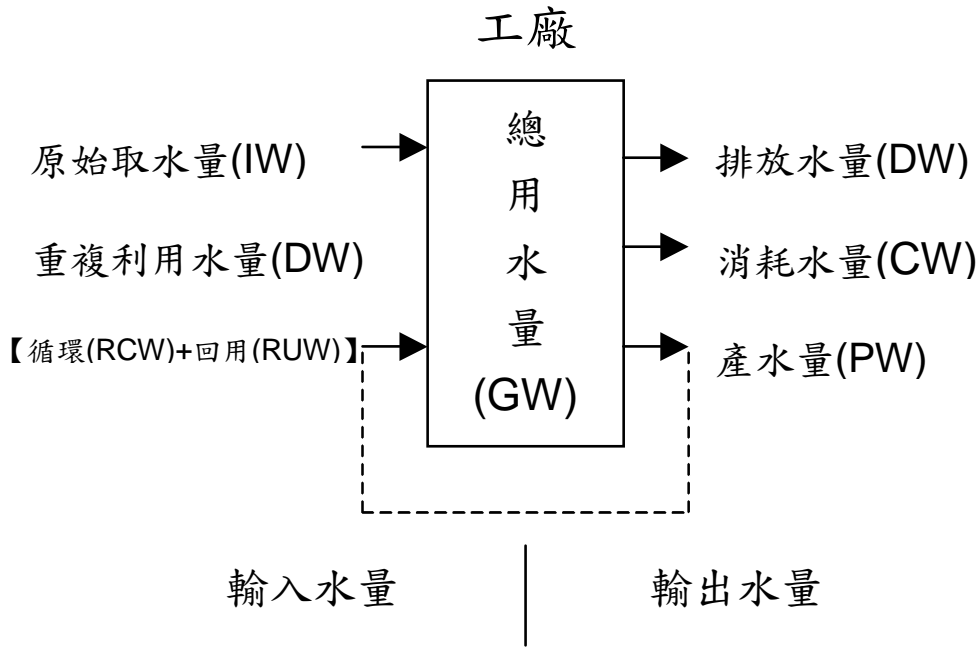 工廠
原始取水量(IW)
重複利用水量(DW)
【循環(RCW)+回用(RUW)】
總
用
水
量
(GW)
排放水量(DW)
消耗水量(CW)
產水量(PW)
輸入水量
輸出水量